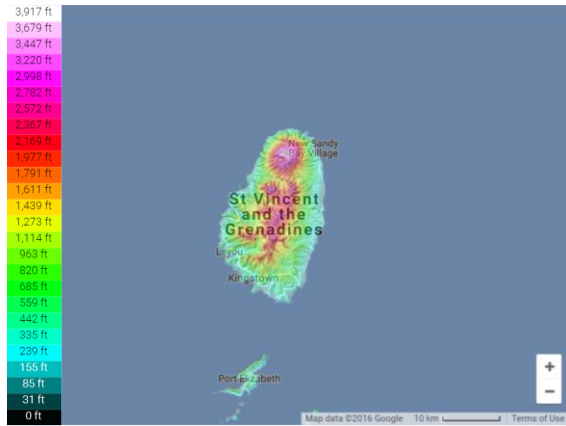 3,917 ft
3,679 ft
3,447 ft
3,220 ft
2,998 ft
2,782 ft
2,572 ft
2,367 ft
2,169 ft
1,977 ft
1,791 ft
1,611 ft
1,439 ft
1,273 ft
1,114 ft
963 ft
820 ft
685 ft
559 ft
442 ft
335 ft
239 ft
155 ft
85 ft
31 ft
0 ft
New Sandy
Bay Village
St Vincent
and the
Grenadines
Layou
Kingstown
Port Elizabeth
+
−
Map data ©2016 Google 10 km Terms of Use